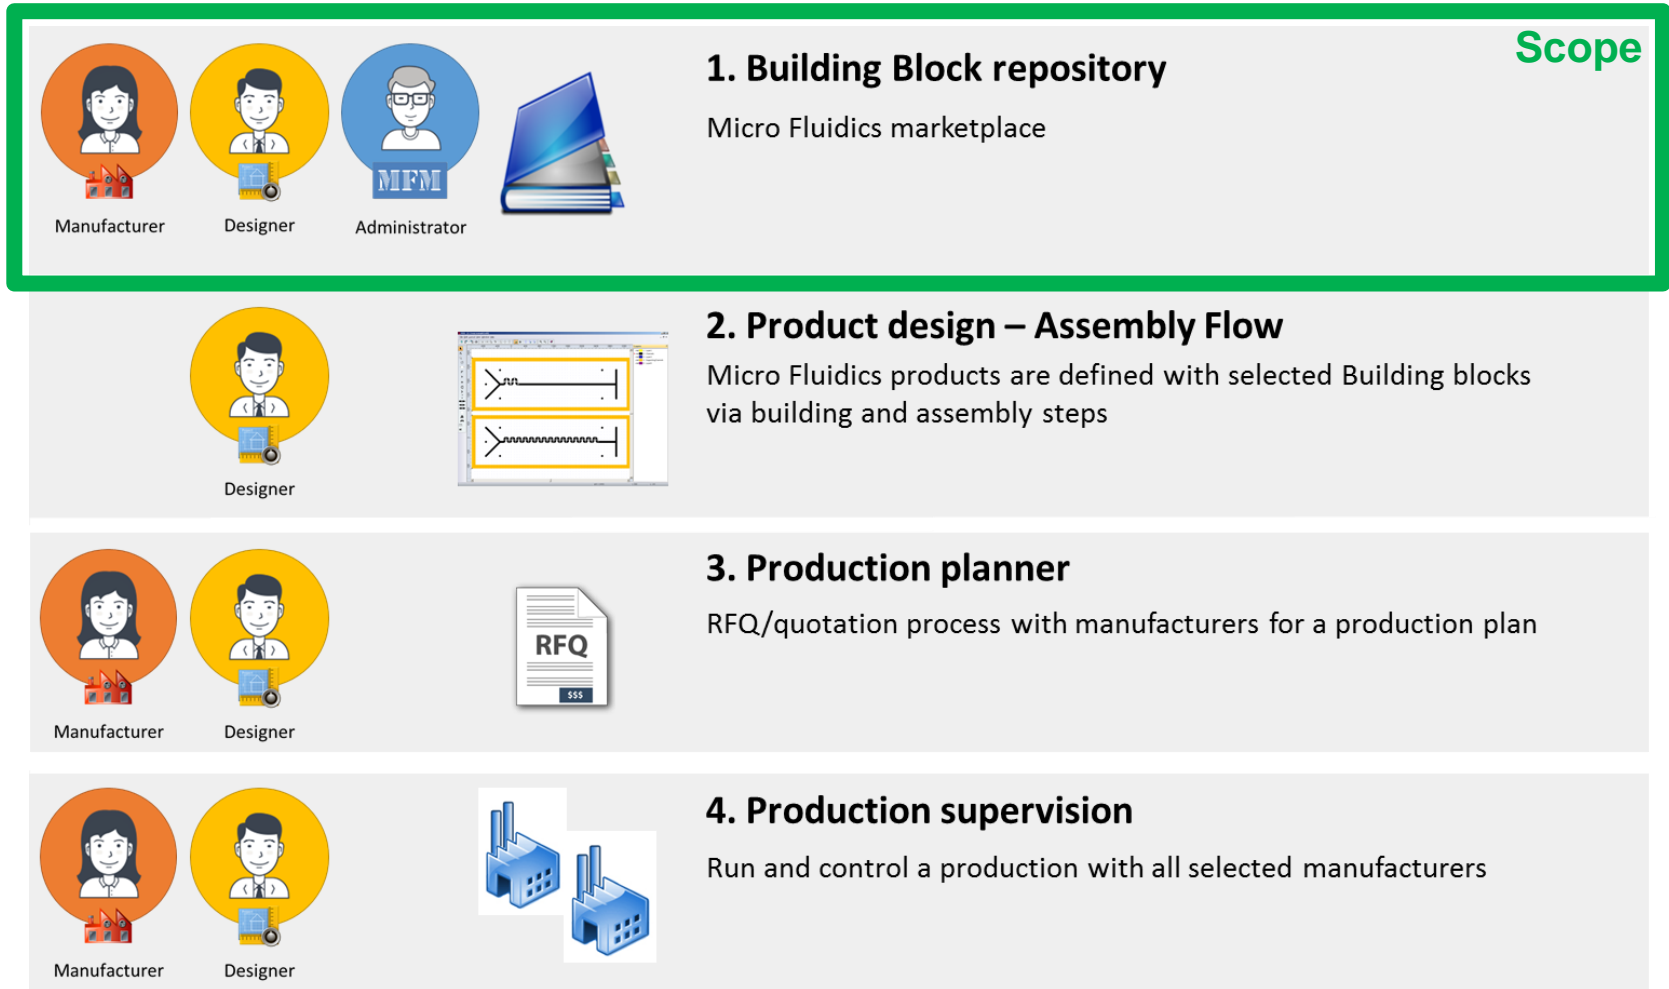 Scope
1. Building Block repository
Micro Fluidics marketplace
MFM
Manufacturer
Designer
Administrator
2. Product design – Assembly Flow
Micro Fluidics products are defined with selected Building blocks
via building and assembly steps
Designer
3. Production planner
RFQ/quotation process with manufacturers for a production plan
RFQ
$$$
Manufacturer
Designer
4. Production supervision
Run and control a production with all selected manufacturers
Manufacturer
Designer